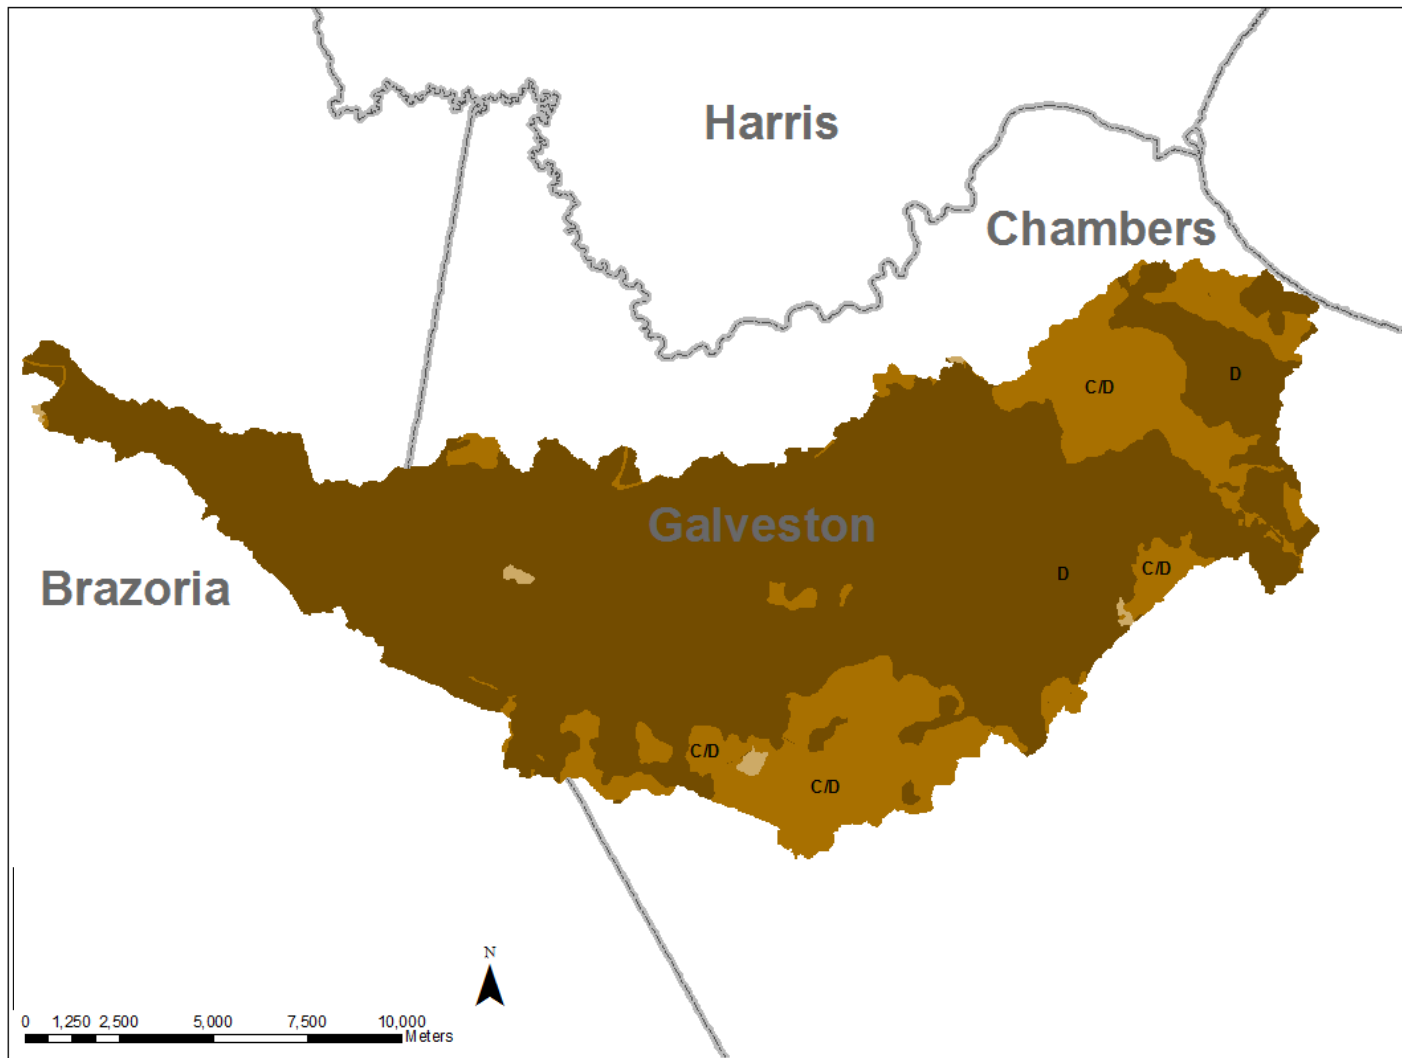 Harris
Chambers
C/D
D
Galveston
Brazoria
D
C/D
C/D
C/D
N
0 1,250 2,500 5,000 7,500 10,000
Meters